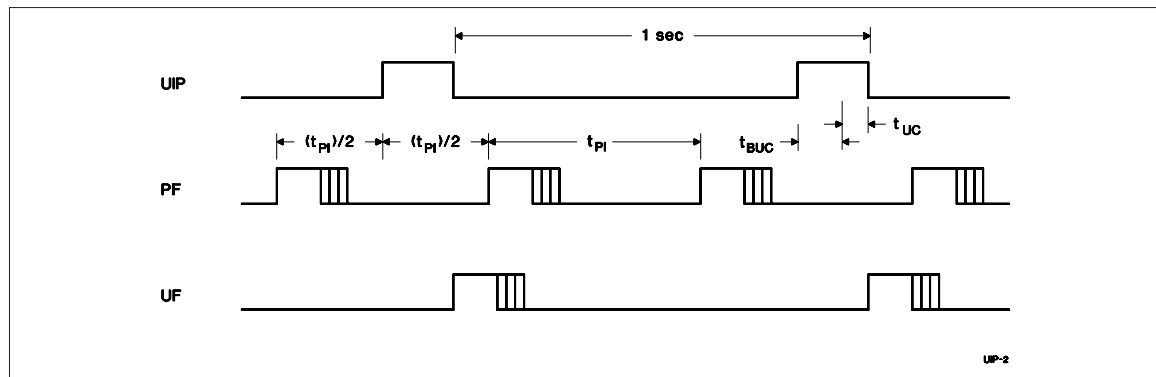 1 sec
UIP
(tPI)/2
(tPI)/2
tPI
tBUC
tUC
PF
UF
UIP-2